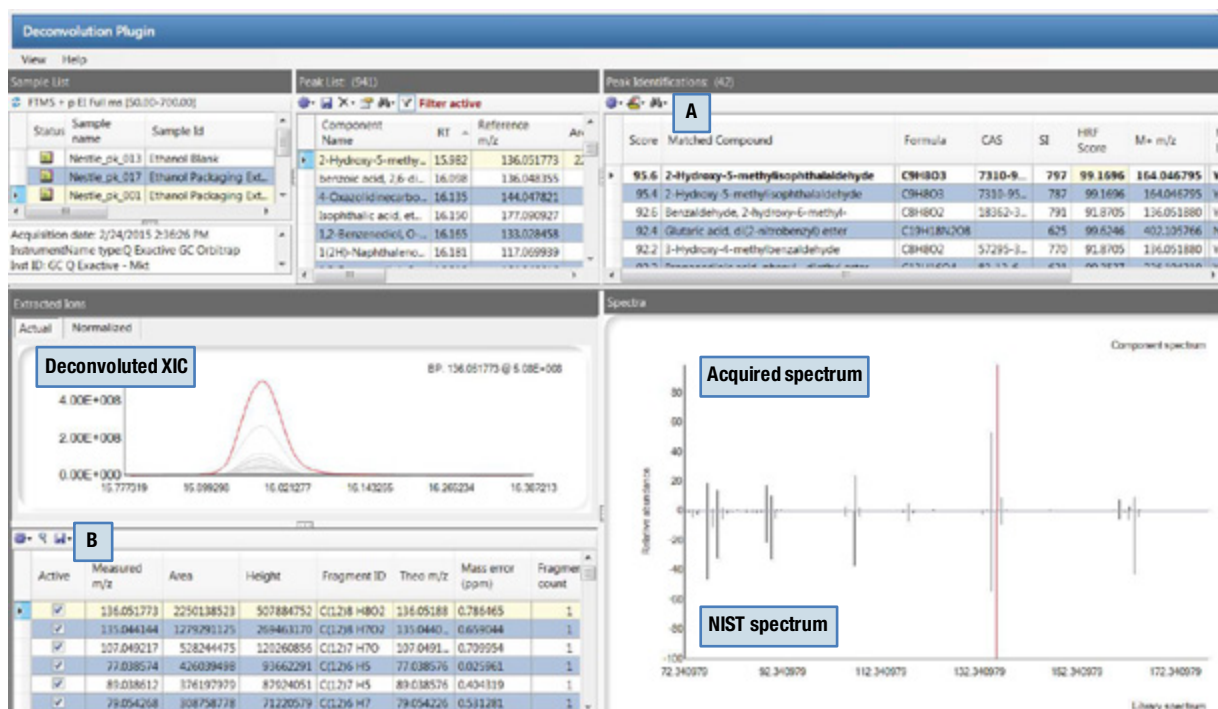 Deconvolution Plugin
View Help
Sample List
FTMS + p EI Full ms [50.00-700.00]
Status Sample name Sample Id
Nestle_pk_013 Ethanol Blank
Nestle_pk_017 Ethanol Packaging Ext...
Nestle_pk_001 Ethanol Packaging Ext...
Acquisition date: 2/24/2015 2:36:26 PM
InstrumentName type:Q Exactive GC Orbitrap
Inst ID: GC Q Exactive - Mkt
Peak List: (941)
Filter active
Component Name RT Reference m/z
2-Hydroxy-5-methy... 15.982 136.051773
benzoic acid, 2,6-di... 16.098 136.048355
4-Oxazolidinecarbo... 16.135 144.047821
Isophthalic acid, et... 16.150 177.090927
1,2-Benzenediol, O-... 16.165 133.028458
1(2H)-Naphthaleno... 16.181 117.069939
Peak Identifications: (42)
A
Score Matched Compound Formula CAS SI HRF Score M+ m/z
95.6 2-Hydroxy-5-methylisophthalaldehyde C9H8O3 7310-9... 797 99.1696 164.046795
95.4 2-Hydroxy-5-methylisophthalaldehyde C9H8O3 7310-95... 787 99.1696 164.046795
92.6 Benzaldehyde, 2-hydroxy-6-methyl- C8H8O2 18362-3... 791 91.8705 136.051880
92.4 Glutaric acid, di(2-nitrobenzyl) ester C19H18N2O8 625 99.6246 402.105766
92.2 3-Hydroxy-4-methylbenzaldehyde C8H8O2 57295-3... 770 91.8705 136.051880
Extracted Ions
Actual Normalized
Deconvoluted XIC
BP: 136.051773 @ 5.08E+008
4.00E+008
2.00E+008
0.00E+000
15.899298 16.021277 16.143255 16.265234 16.387213
B
Active Measured m/z Area Height Fragment ID Theo m/z Mass error (ppm) Fragmen count
136.051773 2250138523 507884752 C(12)8 H8O2 136.05188 0.786465 1
135.044144 1279291125 269463170 C(12)8 H7O2 135.0440... 0.659044 1
107.049217 528244475 120260856 C(12)7 H7O 107.0491... 0.709954 1
77.038574 426039498 93662291 C(12)6 H5 77.038576 0.025961 1
89.038612 376197979 87924051 C(12)7 H5 89.038576 0.404319 1
79.054268 308758778 71220579 C(12)6 H7 79.054226 0.531281 1
Spectra
Component spectrum
Acquired spectrum
Relative abundance
80
60
40
20
0
-20
-40
-60
-80
-100
NIST spectrum
72.340979 92.340979 112.340979 132.340979 152.340979 172.340979
Library spectrum